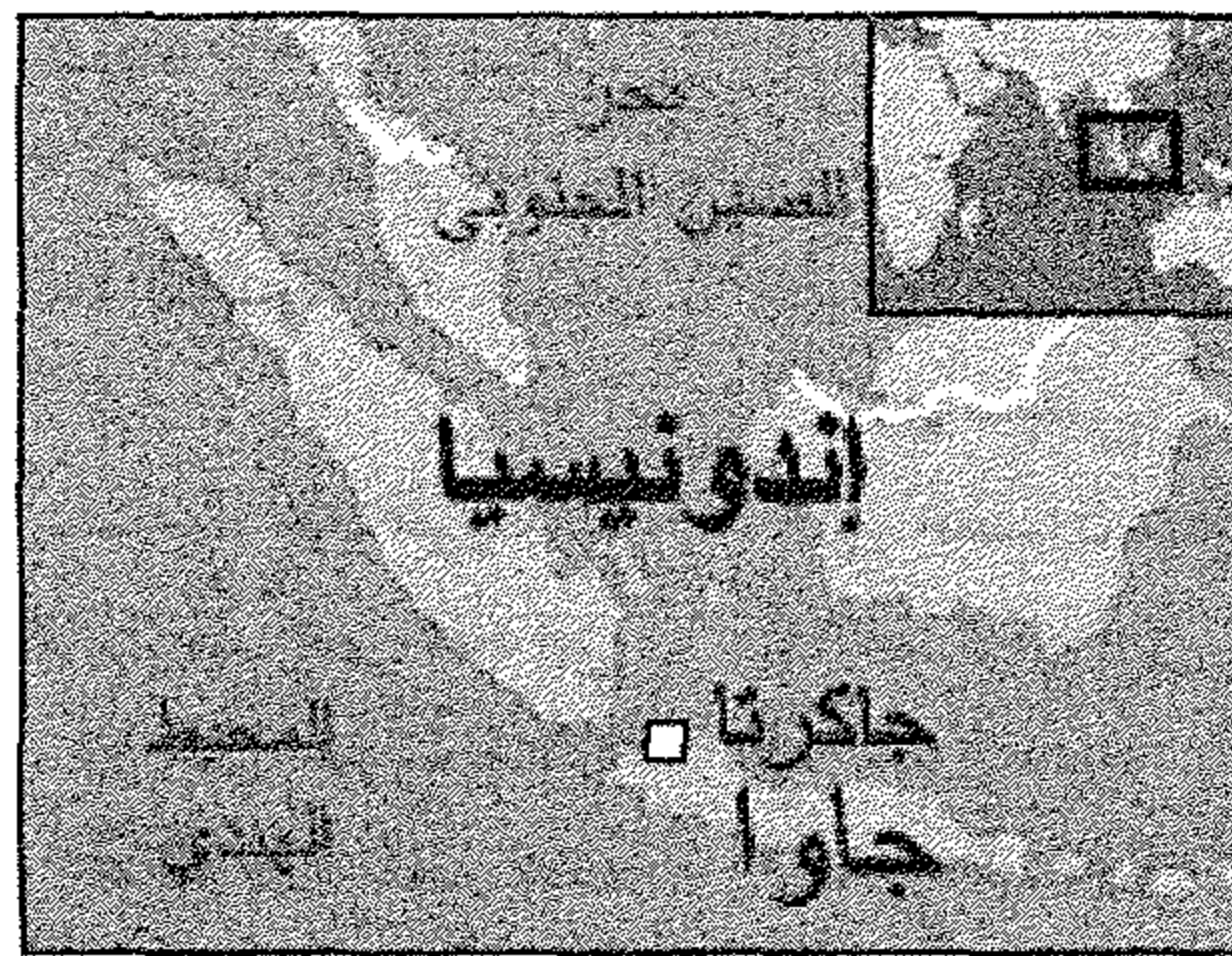 بحر
الصين الجنوبي
إندونيسيا
جاكرتا
جاوا
المحيط
الهندي